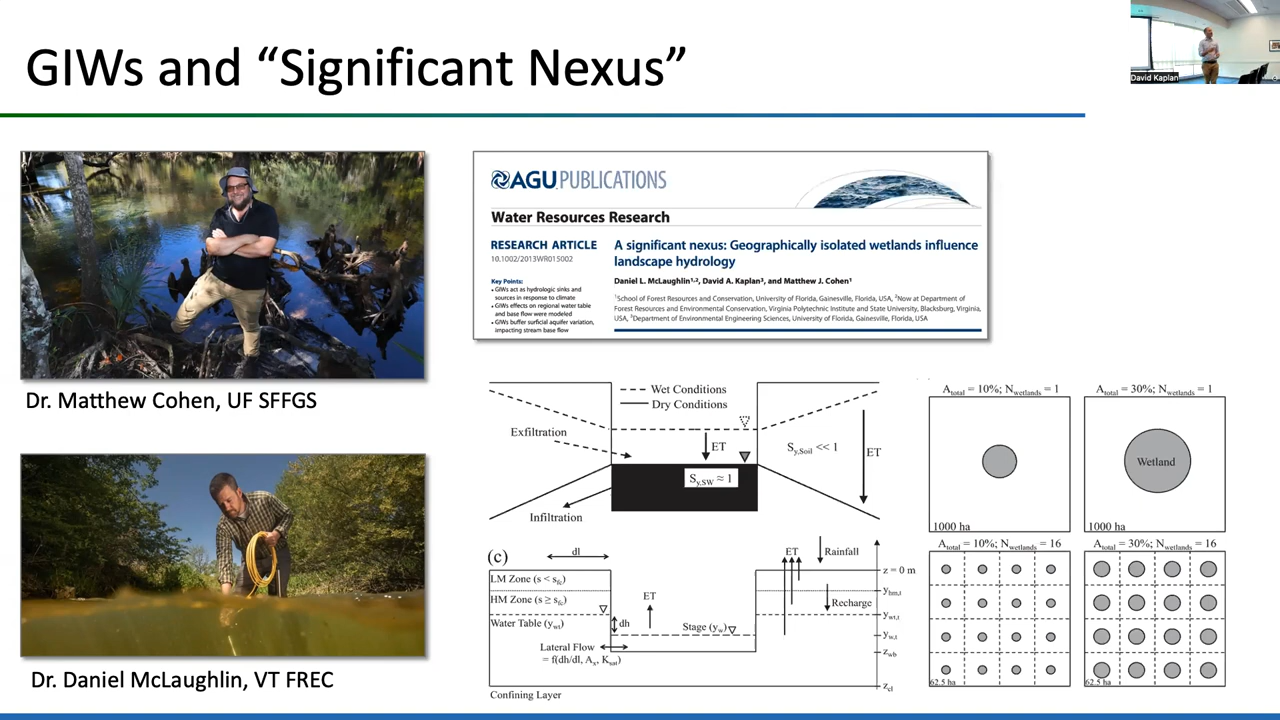 GIWs and “Significant Nexus”
David Kaplan
AGU PUBLICATIONS
Water Resources Research
RESEARCH ARTICLE
10.1002/2013WR015002
Key Points:
• GIWs act as hydrologic sinks and
sources in response to climate
• GIWs effects on regional water table
and base flow were modeled
• GIWs buffer surficial aquifer variation,
impacting stream base flow
A significant nexus: Geographically isolated wetlands influence
landscape hydrology
Daniel L. McLaughlin1,2, David A. Kaplan3, and Matthew J. Cohen1
1School of Forest Resources and Conservation, University of Florida, Gainesville, Florida, USA, 2Now at Department of
Forest Resources and Environmental Conservation, Virginia Polytechnic Institute and State University, Blacksburg, Virginia,
USA, 3Department of Environmental Engineering Sciences, University of Florida, Gainesville, Florida, USA
Dr. Matthew Cohen, UF SFFGS
Dr. Daniel McLaughlin, VT FREC
Wet Conditions
Dry Conditions
Exfiltration
ET
Sy,Soil << 1
ET
Sy,SW ≈ 1
Infiltration
(c)
dl
ET
Rainfall
LM Zone (s < sfc)
z = 0 m
HM Zone (s ≥ sfc)
ET
yhm,t
Recharge
Water Table (ywt)
dh
Stage (yw)
ywt,t
yw,t
Lateral Flow
= f(dh/dl, Ax, Ksat)
zwb
zcl
Confining Layer
Atotal = 10%; Nwetlands = 1
Atotal = 30%; Nwetlands = 1
Wetland
1000 ha
1000 ha
Atotal = 10%; Nwetlands = 16
Atotal = 30%; Nwetlands = 16
62.5 ha
62.5 ha